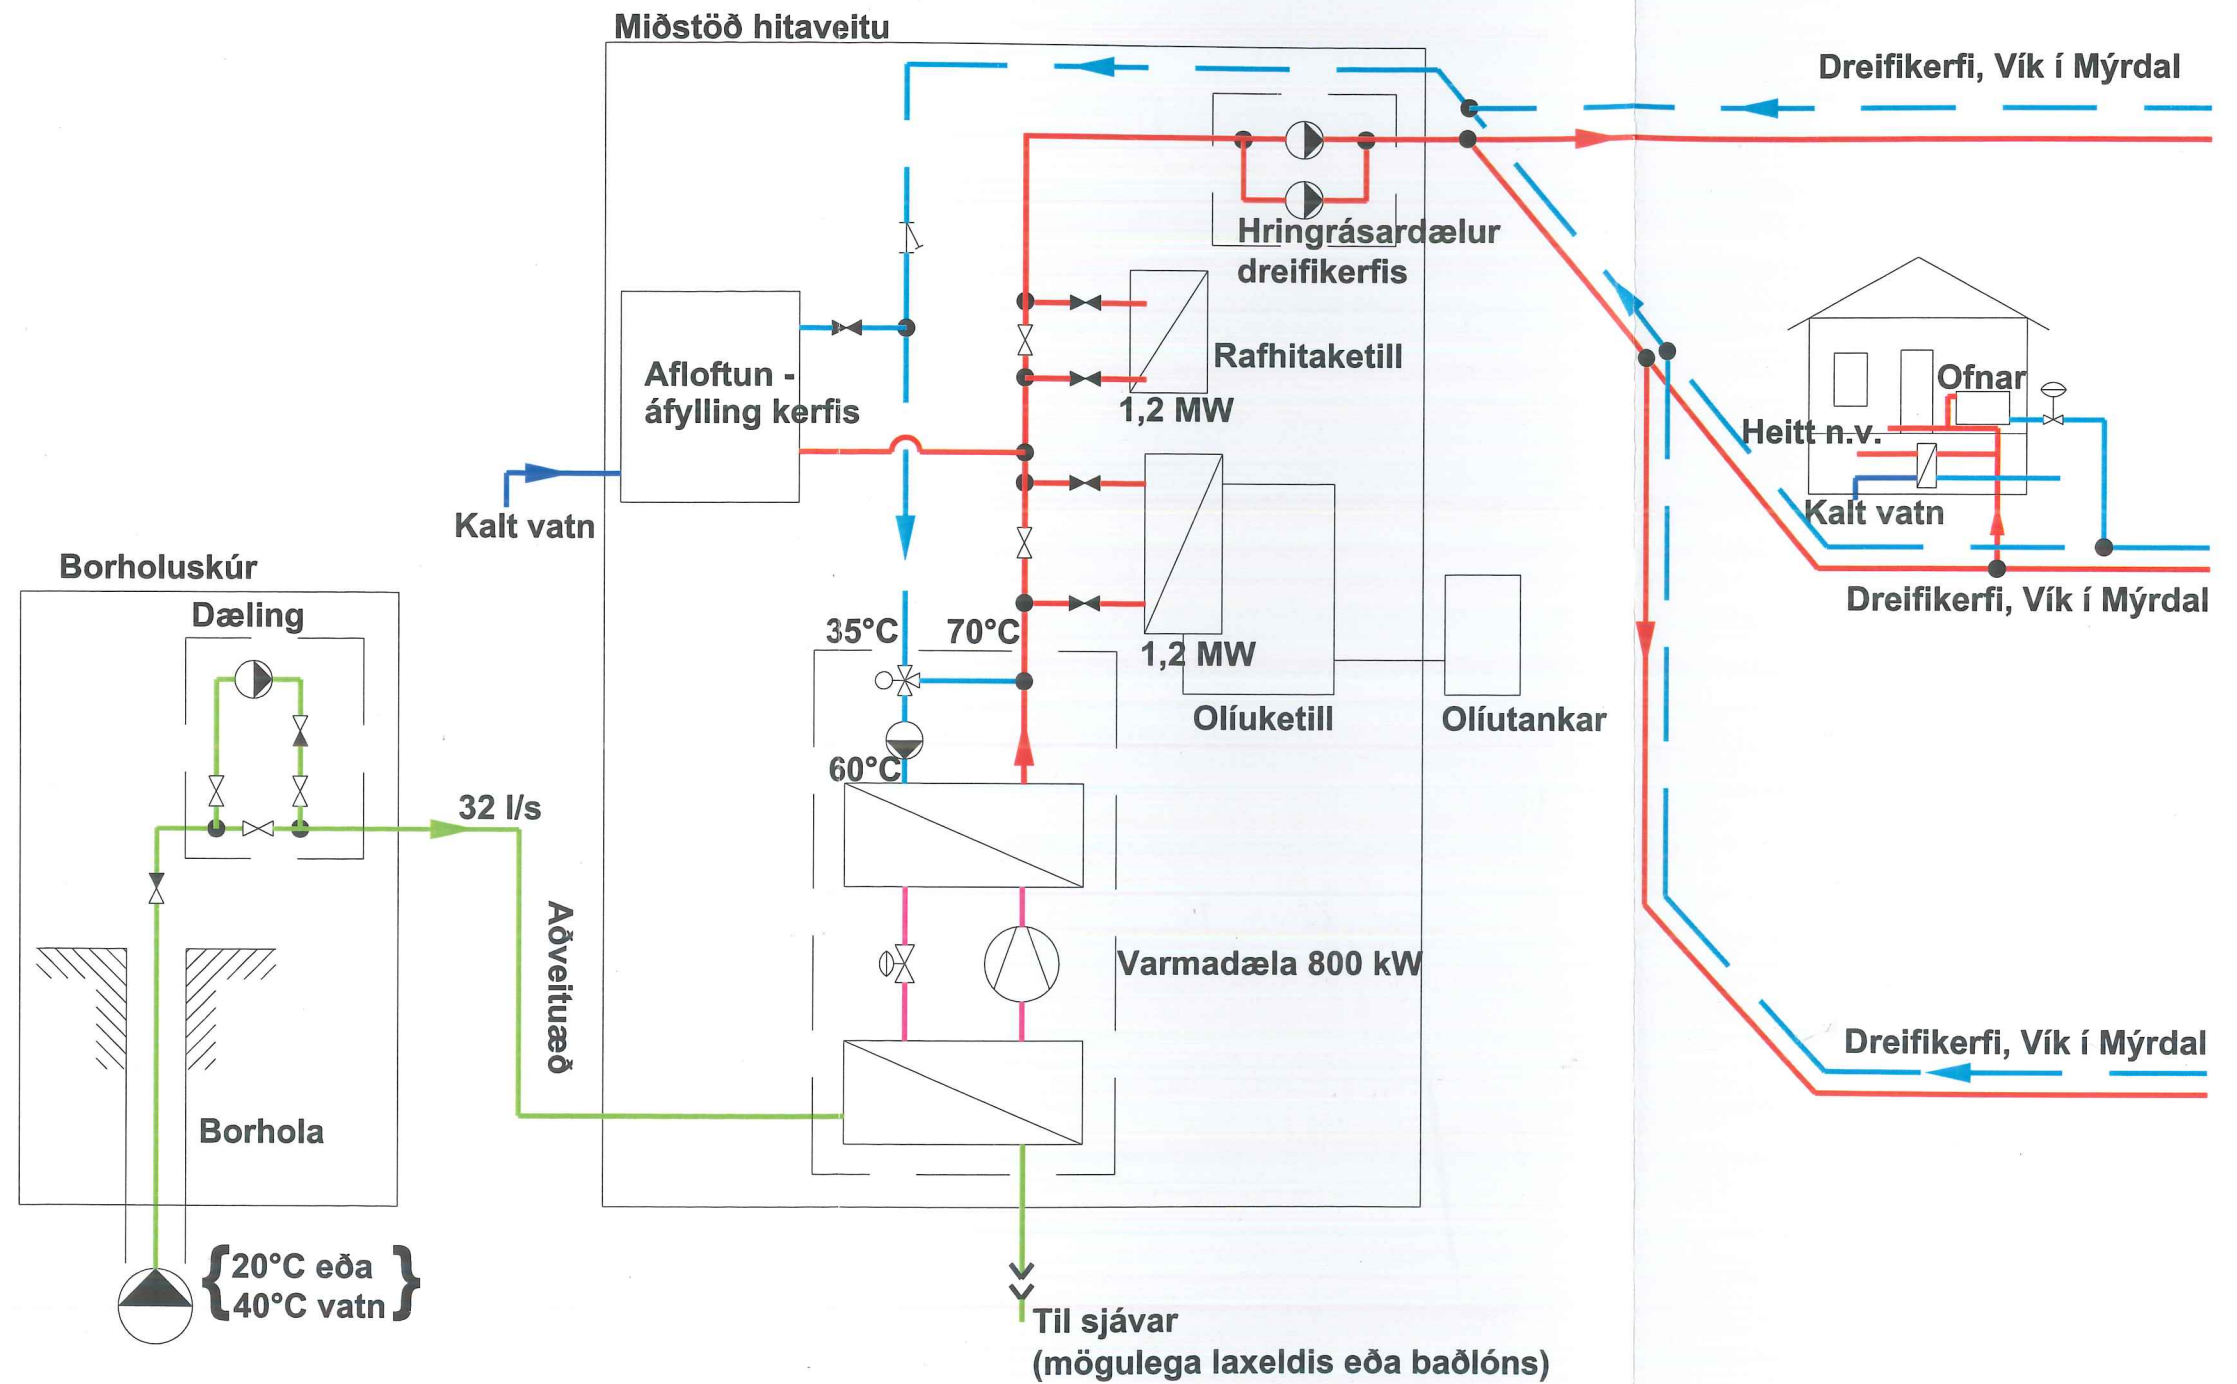 Miðstöð hitaveitu
Dreifikerfi, Vík í Mýrdal
Hringrásardælur
dreifikerfis
Rafhitaketill
1,2 MW
Afloftun -
áfylling kerfis
Kalt vatn
Ofnar
Heitt n.v.
Kalt vatn
Dreifikerfi, Vík í Mýrdal
Borholuskúr
Dæling
35°C
70°C
1,2 MW
Olíuketill
Olíutankar
60°C
32 l/s
Aðveituæð
Varmadæla 800 kW
Dreifikerfi, Vík í Mýrdal
Borhola
{20°C eða
40°C vatn}
Til sjávar
(mögulega laxeldis eða baðlóns)